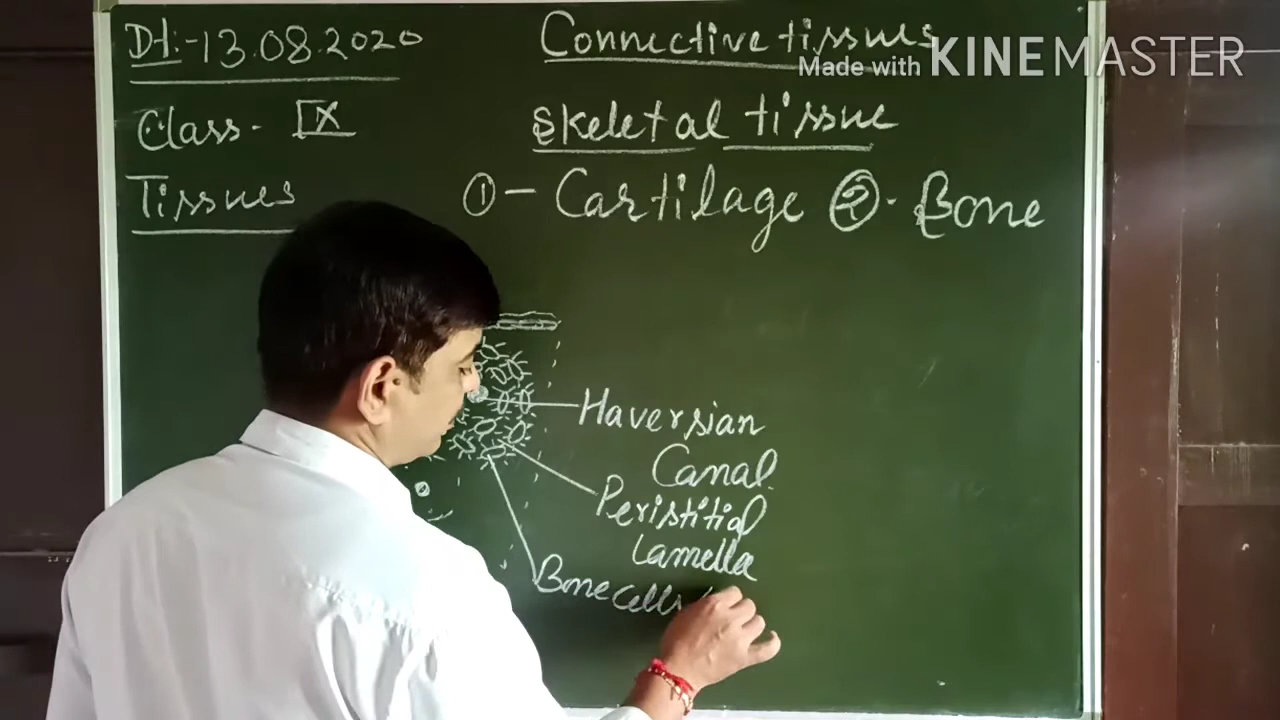 Dt:-13.08.2020
Connective tissues
Made with KINEMASTER
Class- IX
Skeletal tissue
Tissues
①- Cartilage ②- Bone
Haversian
Canal
Peristitial
Lamella
Bone cells (